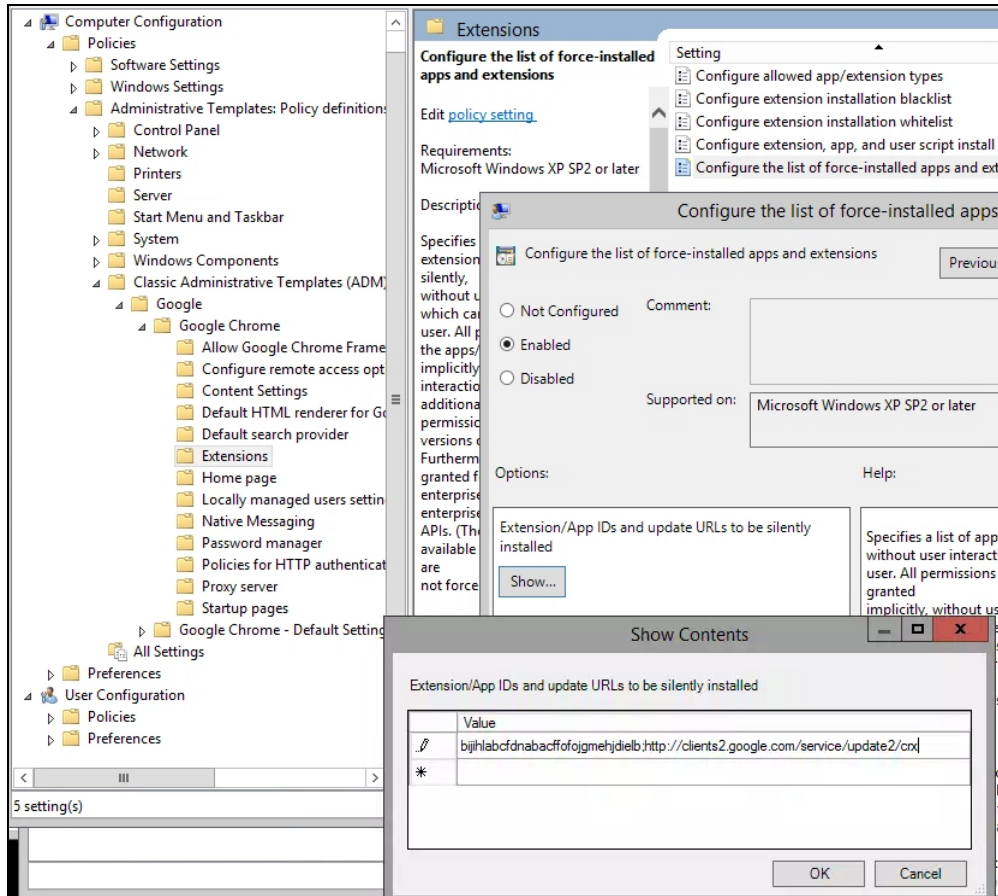 Computer Configuration
Policies
Software Settings
Windows Settings
Administrative Templates: Policy definitions
Control Panel
Network
Printers
Server
Start Menu and Taskbar
System
Windows Components
Classic Administrative Templates (ADM)
Google
Google Chrome
Allow Google Chrome Frame
Configure remote access opt
Content Settings
Default HTML renderer for Go
Default search provider
Extensions
Home page
Locally managed users settin
Native Messaging
Password manager
Policies for HTTP authenticat
Proxy server
Startup pages
Google Chrome - Default Setting
All Settings
Preferences
User Configuration
Policies
Preferences
5 setting(s)
Extensions
Configure the list of force-installed
apps and extensions
Edit policy setting
Requirements:
Microsoft Windows XP SP2 or later
Descriptio
Specifies
extension
silently,
without u
which can
user. All p
the apps/
implicitly
interactio
additiona
permissio
versions o
Furtherm
granted f
enterprise
enterprise
APIs. (The
available
are
not force
Setting
Configure allowed app/extension types
Configure extension installation blacklist
Configure extension installation whitelist
Configure extension, app, and user script install
Configure the list of force-installed apps and ext
Configure the list of force-installed apps
Configure the list of force-installed apps and extensions
Previous
Not Configured
Enabled
Disabled
Comment:
Supported on:
Microsoft Windows XP SP2 or later
Options:
Help:
Extension/App IDs and update URLs to be silently
installed
Show...
Specifies a list of app
without user interact
user. All permissions
granted
implicitly, without us
Show Contents
Extension/App IDs and update URLs to be silently installed
Value
bijihlabcfdnabacffofojgmehjdielb;http://clients2.google.com/service/update2/crx
OK
Cancel